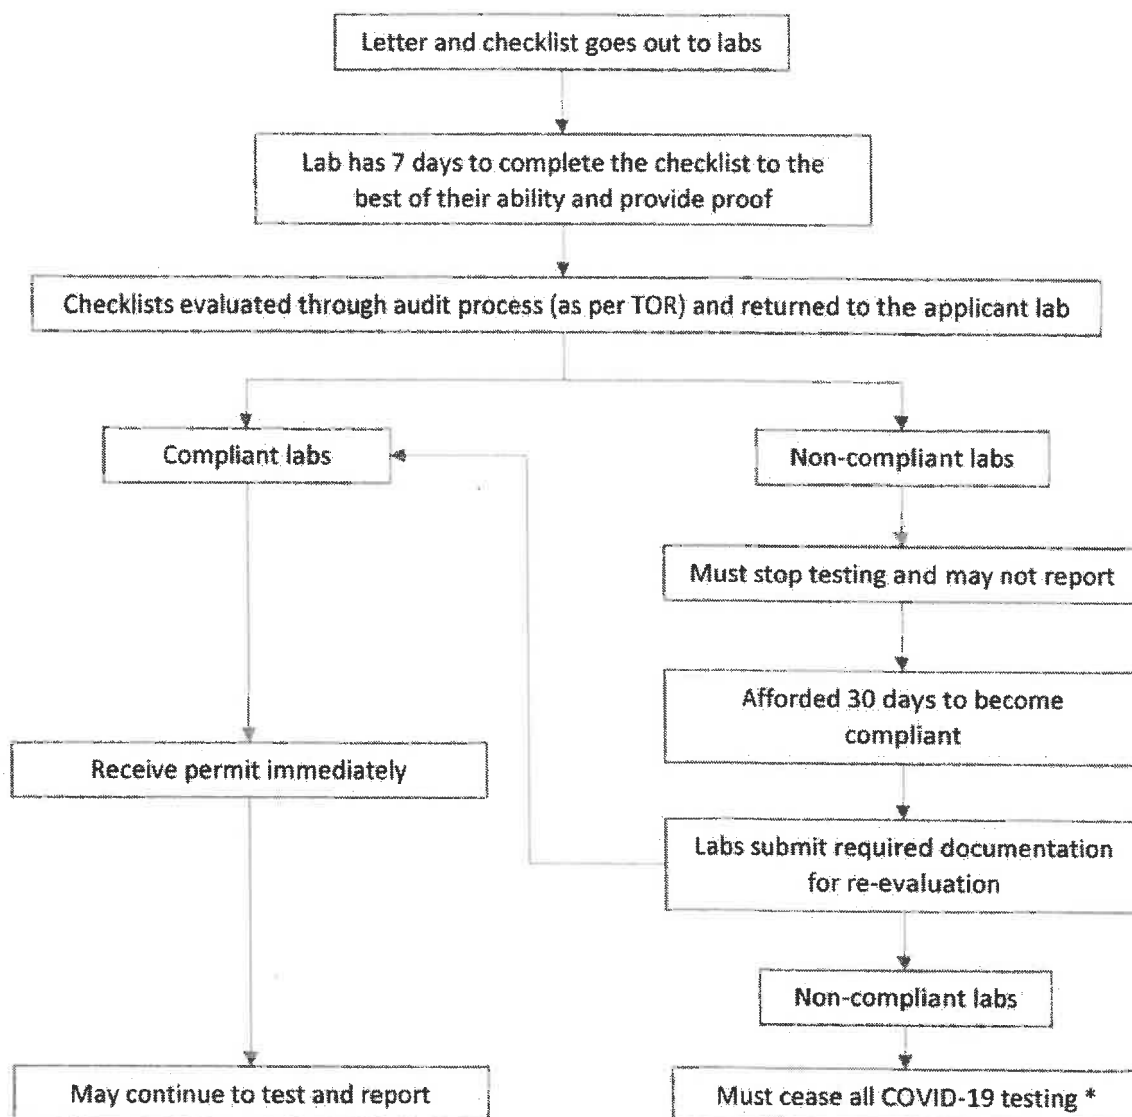 Letter and checklist goes out to labs
Lab has 7 days to complete the checklist to the
best of their ability and provide proof
Checklists evaluated through audit process (as per TOR) and returned to the applicant lab
Compliant labs
Non-compliant labs
Must stop testing and may not report
Afforded 30 days to become
compliant
Receive permit immediately
Labs submit required documentation
for re-evaluation
Non-compliant labs
May continue to test and report
Must cease all COVID-19 testing *